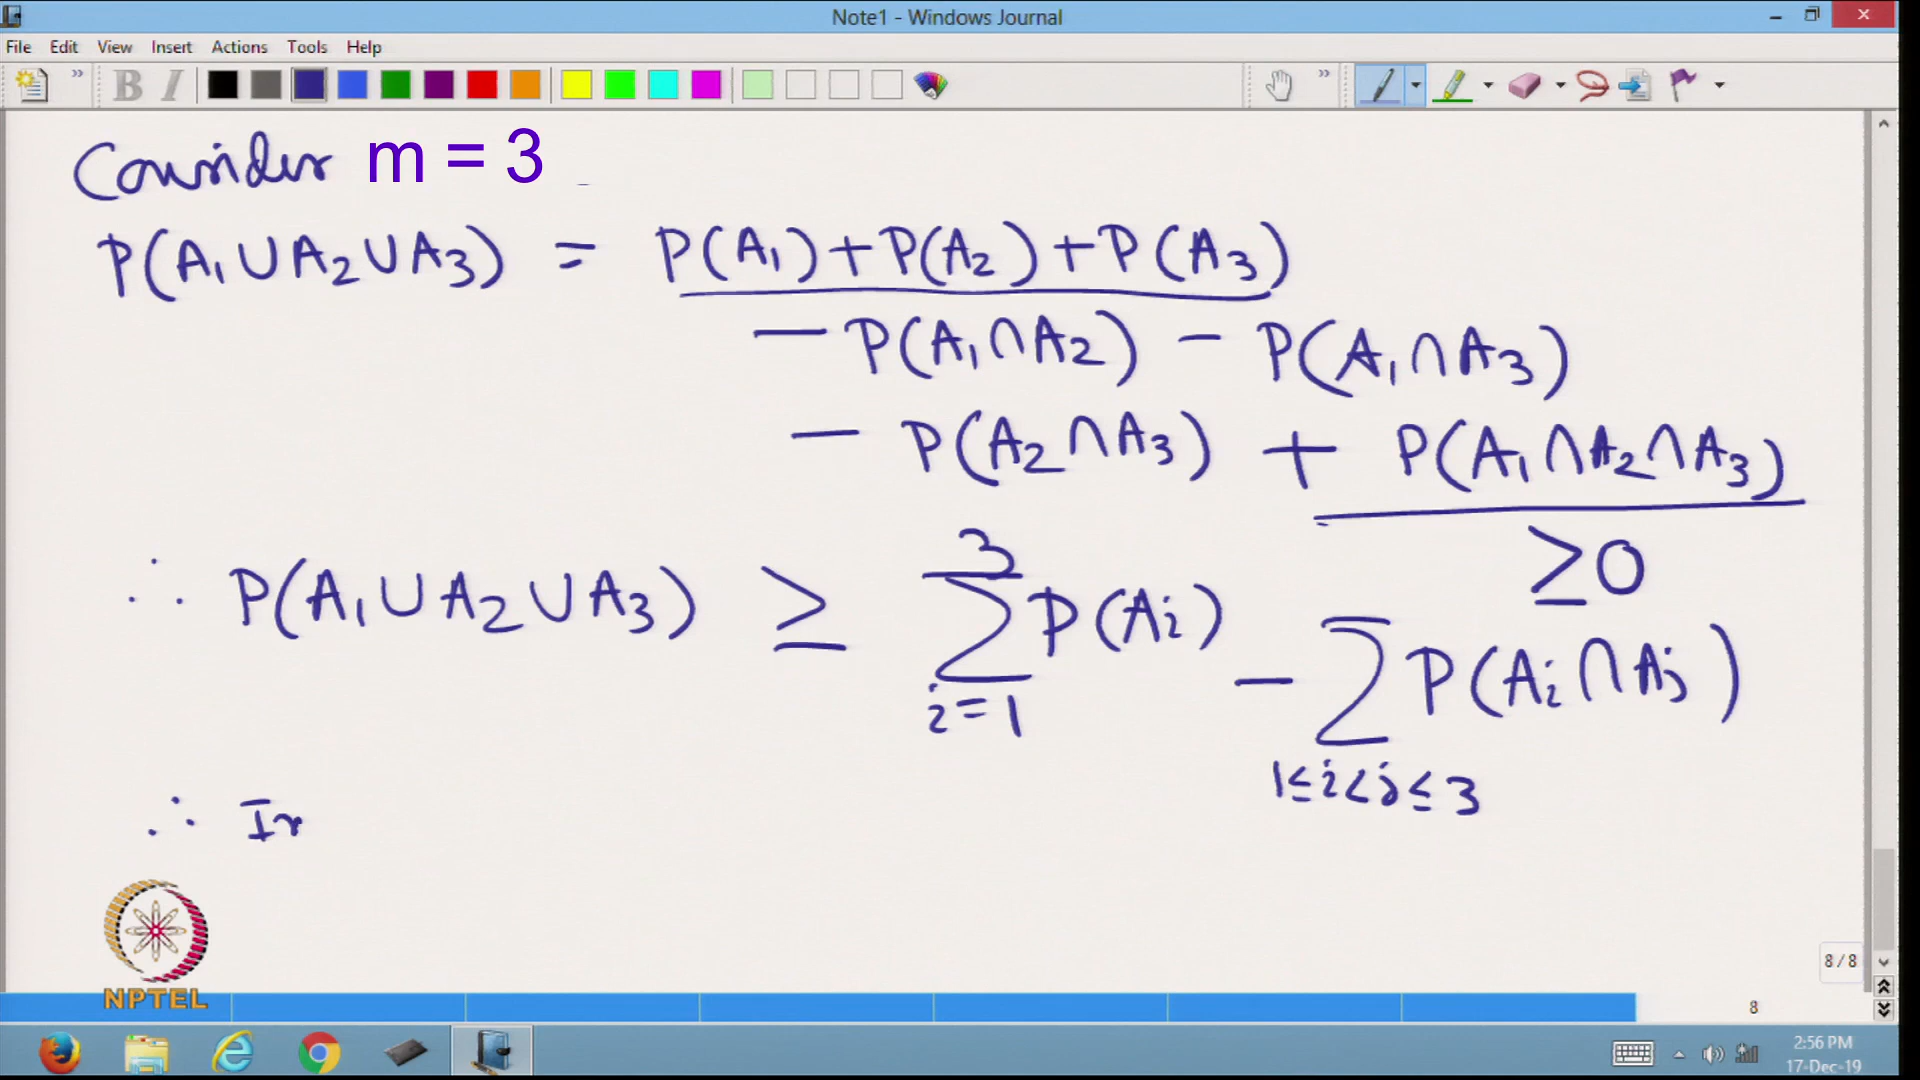 Note1 - Windows Journal
File Edit View Insert Actions Tools Help
B I
Consider m = 3
P(A₁∪A₂∪A₃) = P(A₁)+P(A₂)+P(A₃)
− P(A₁∩A₂) − P(A₁∩A₃)
− P(A₂∩A₃) + P(A₁∩A₂∩A₃)
≥0
∴ P(A₁∪A₂∪A₃) ≥ 3∑i=1 P(Ai) − ∑1≤i<j≤3 P(Ai∩Aj)
∴ In
NPTEL
8 / 8
8
2:56 PM
17-Dec-19